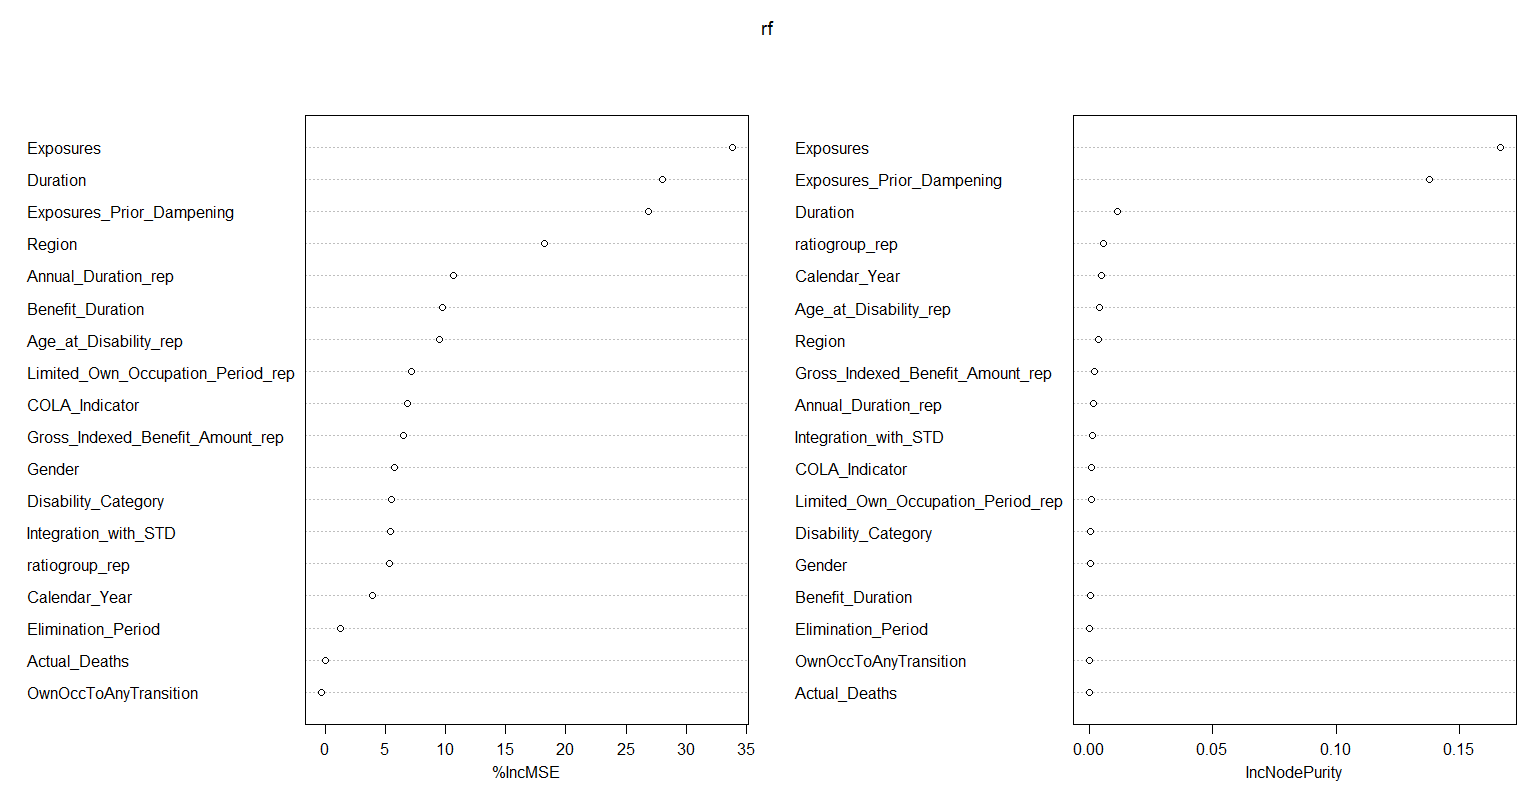 rf
Exposures
Duration
Exposures_Prior_Dampening
Region
Annual_Duration_rep
Benefit_Duration
Age_at_Disability_rep
Limited_Own_Occupation_Period_rep
COLA_Indicator
Gross_Indexed_Benefit_Amount_rep
Gender
Disability_Category
Integration_with_STD
ratiogroup_rep
Calendar_Year
Elimination_Period
Actual_Deaths
OwnOccToAnyTransition
0 5 10 15 20 25 30 35
%IncMSE
Exposures
Exposures_Prior_Dampening
Duration
ratiogroup_rep
Calendar_Year
Age_at_Disability_rep
Region
Gross_Indexed_Benefit_Amount_rep
Annual_Duration_rep
Integration_with_STD
COLA_Indicator
Limited_Own_Occupation_Period_rep
Disability_Category
Gender
Benefit_Duration
Elimination_Period
OwnOccToAnyTransition
Actual_Deaths
0.00 0.05 0.10 0.15
IncNodePurity